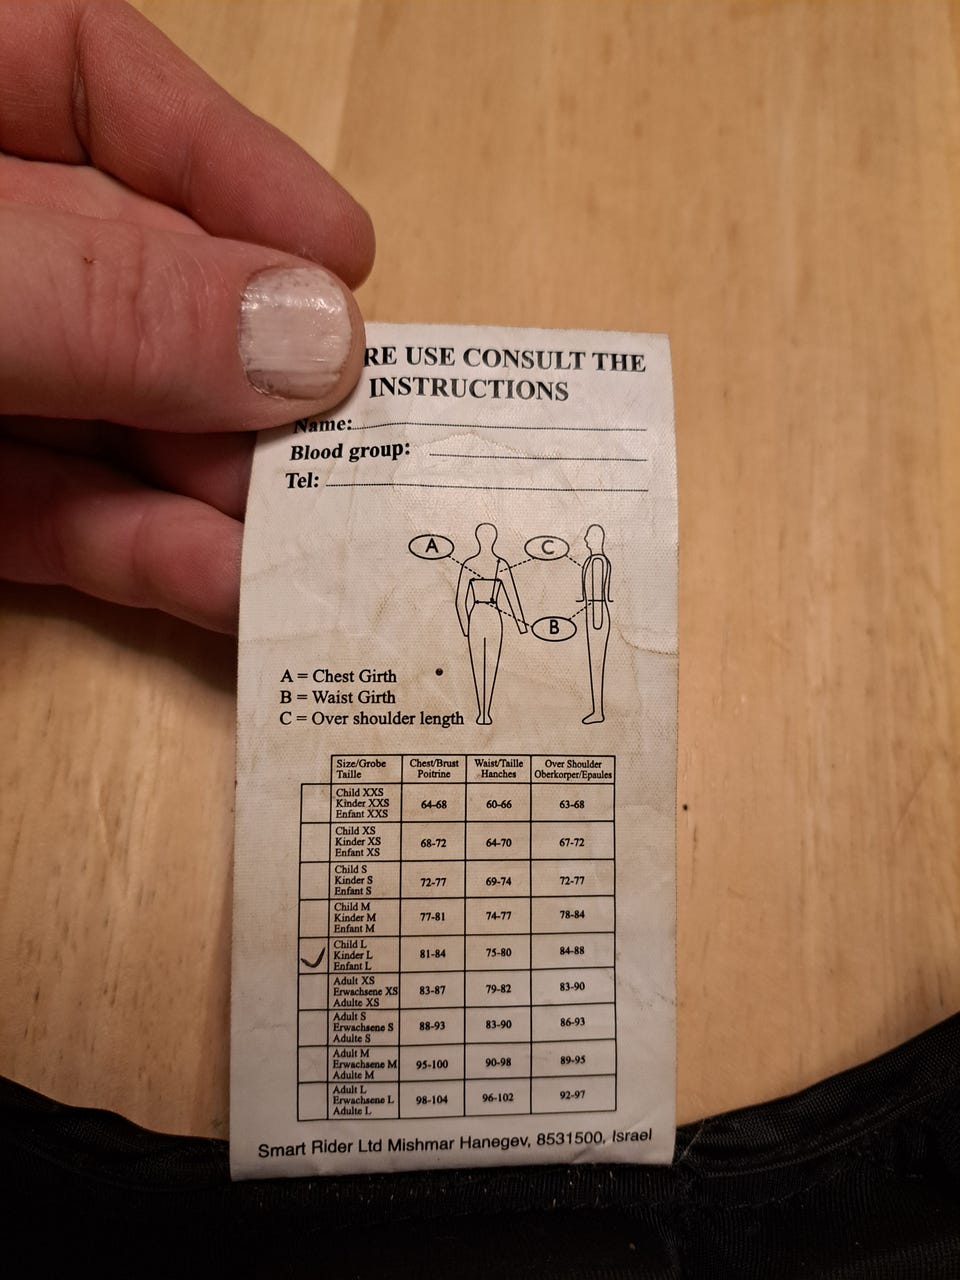 RE USE CONSULT THE
INSTRUCTIONS
Name:
Blood group:
Tel:
A
C
B
A = Chest Girth
B = Waist Girth
C = Over shoulder length
Size/Grobe Taille Chest/Brust Poitrine Waist/Taille Hanches Over Shoulder Oberkorper/Epaules
Child XXS Kinder XXS Enfant XXS 64-68 60-66 63-68
Child XS Kinder XS Enfant XS 68-72 64-70 67-72
Child S Kinder S Enfant S 72-77 69-74 72-77
Child M Kinder M Enfant M 77-81 74-77 78-84
Child L Kinder L Enfant L 81-84 75-80 84-88
Adult XS Erwachsene XS Adulte XS 83-87 79-82 83-90
Adult S Erwachsene S Adulte S 88-93 83-90 86-93
Adult M Erwachsene M Adulte M 95-100 90-98 89-95
Adult L Erwachsene L Adulte L 98-104 96-102 92-97
Smart Rider Ltd Mishmar Hanegev, 8531500, Israel